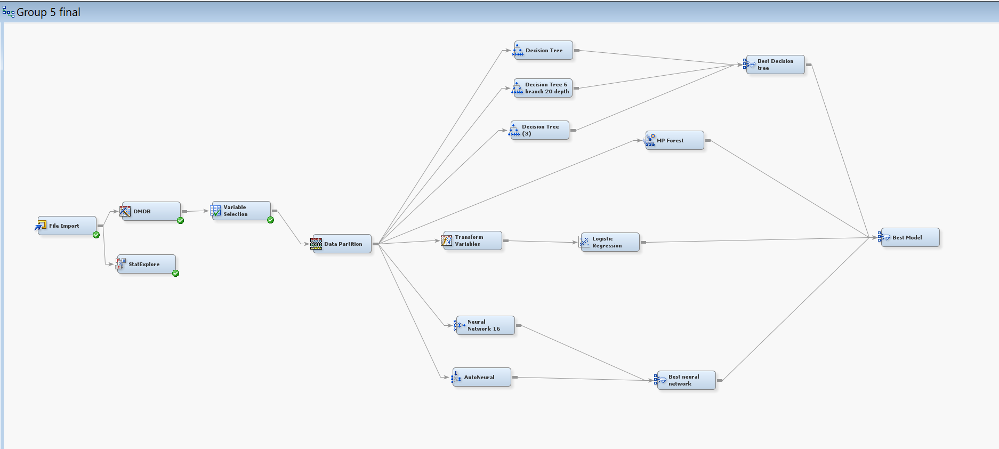 Group 5 final
Decision Tree
Best Decision
tree
Decision Tree 6
branch 20 depth
Decision Tree
(3)
HP Forest
DMDB
Variable
Selection
File Import
Data Partition
Transform
Variables
Logistic
Regression
Best Model
StatExplore
Neural
Network 16
AutoNeural
Best neural
network